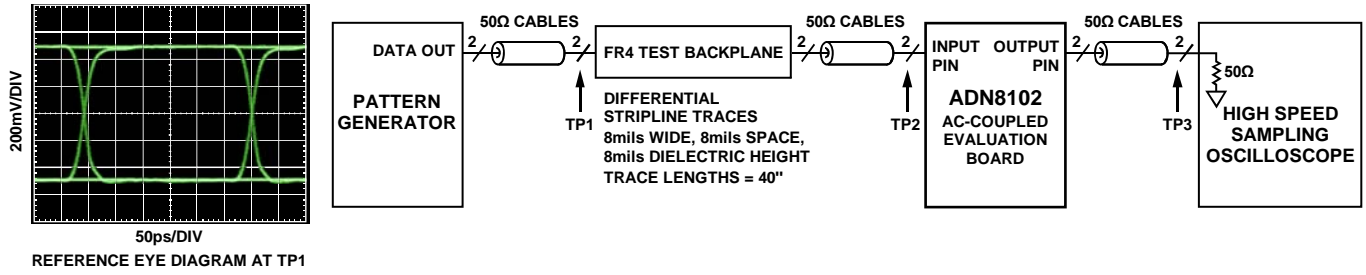 200mV/DIV
50ps/DIV
REFERENCE EYE DIAGRAM AT TP1
DATA OUT
PATTERN
GENERATOR
50Ω CABLES
2
2
TP1
FR4 TEST BACKPLANE
DIFFERENTIAL
STRIPLINE TRACES
8mils WIDE, 8mils SPACE,
8mils DIELECTRIC HEIGHT
TRACE LENGTHS = 40"
50Ω CABLES
2
2
TP2
INPUT
PIN
OUTPUT
PIN
ADN8102
AC-COUPLED
EVALUATION
BOARD
50Ω CABLES
2
2
TP3
50Ω
HIGH SPEED
SAMPLING
OSCILLOSCOPE